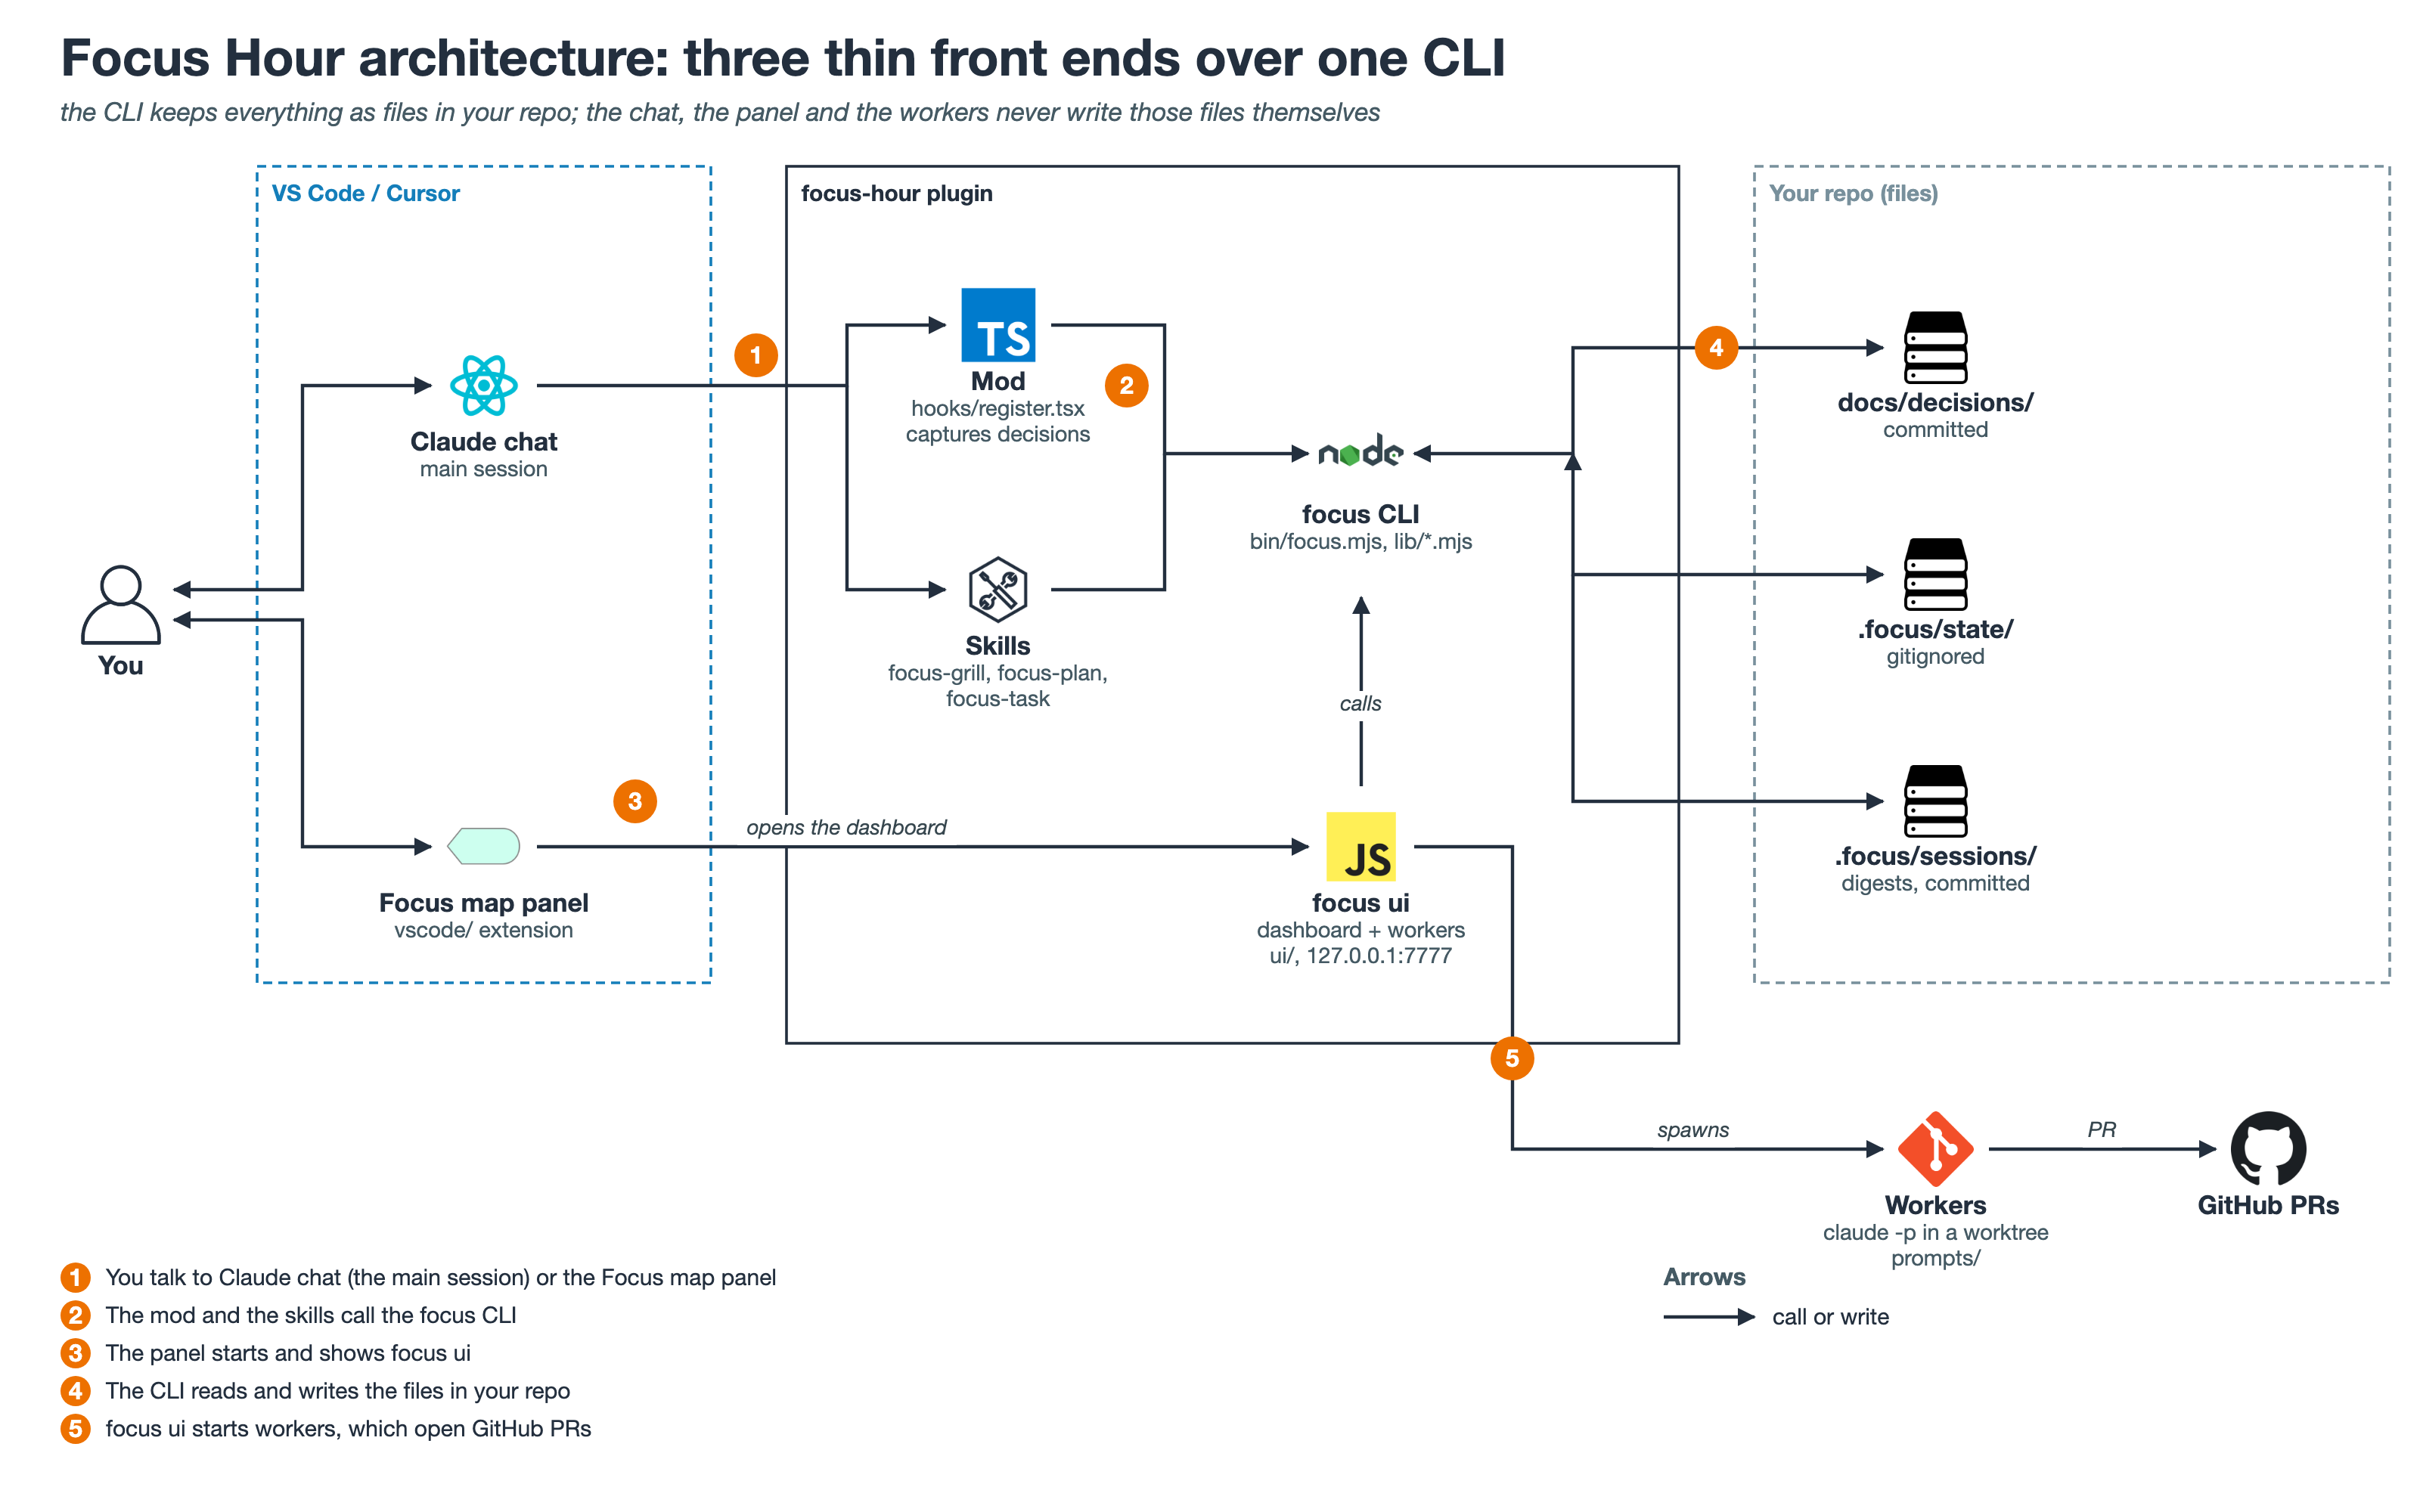 Focus Hour architecture: three thin front ends over one CLI
the CLI keeps everything as files in your repo; the chat, the panel and the workers never write those files themselves
VS Code / Cursor
focus-hour plugin
Your repo (files)
You
Claude chat
main session
Focus map panel
vscode/ extension
1
TS
Mod
hooks/register.tsx
captures decisions
2
Skills
focus-grill, focus-plan,
focus-task
node
focus CLI
bin/focus.mjs, lib/*.mjs
calls
3
opens the dashboard
JS
focus ui
dashboard + workers
ui/, 127.0.0.1:7777
4
docs/decisions/
committed
.focus/state/
gitignored
.focus/sessions/
digests, committed
5
spawns
Workers
claude -p in a worktree
prompts/
PR
GitHub PRs
1 You talk to Claude chat (the main session) or the Focus map panel
2 The mod and the skills call the focus CLI
3 The panel starts and shows focus ui
4 The CLI reads and writes the files in your repo
5 focus ui starts workers, which open GitHub PRs
Arrows
call or write